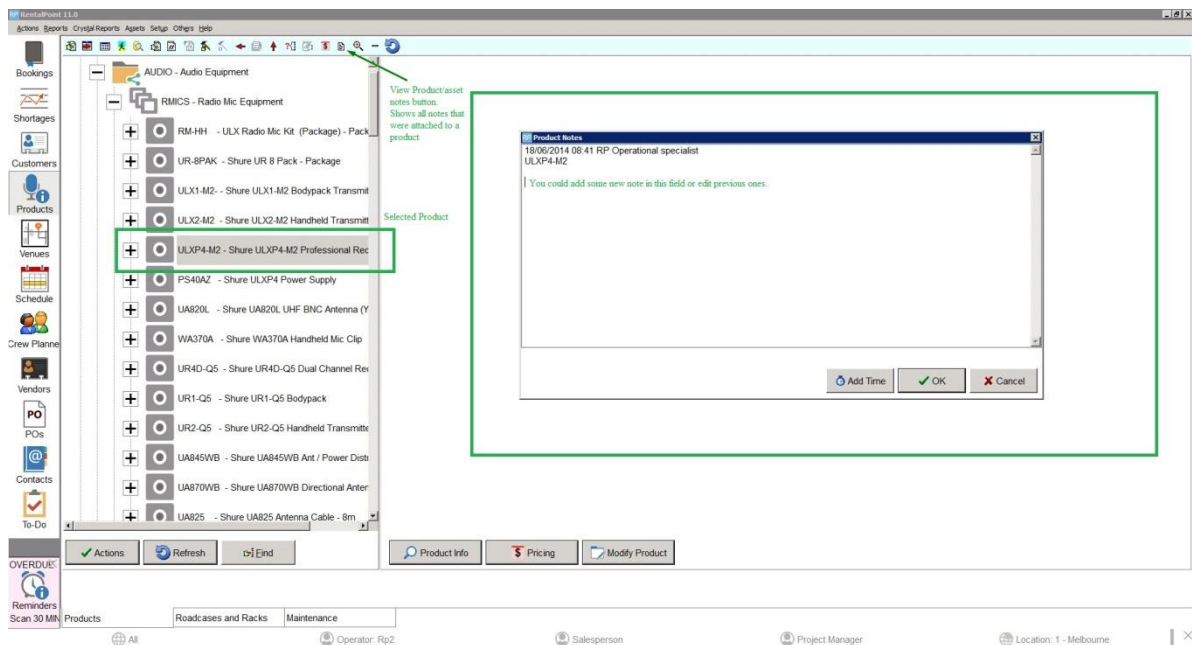 RP RentalPoint 11.0
Actions Reports Crystal Reports Assets Setup Others Help
Bookings
Shortages
Customers
Products
Venues
Schedule
Crew Planne
Vendors
PO
POs
Contacts
To-Do
OVERDUE
Reminders
Scan 30 MIN
AUDIO - Audio Equipment
RMICS - Radio Mic Equipment
RM-HH - ULX Radio Mic Kit (Package) - Pack
UR-8PAK - Shure UR 8 Pack - Package
ULX1-M2- - Shure ULX1-M2 Bodypack Transmit
ULX2-M2 - Shure ULX2-M2 Handheld Transmitt
ULXP4-M2 - Shure ULXP4-M2 Professional Rec
PS40AZ - Shure ULXP4 Power Supply
UA820L - Shure UA820L UHF BNC Antenna (Y
WA370A - Shure WA370A Handheld Mic Clip
UR4D-Q5 - Shure UR4D-Q5 Dual Channel Rec
UR1-Q5 - Shure UR1-Q5 Bodypack
UR2-Q5 - Shure UR2-Q5 Handheld Transmitte
UA845WB - Shure UA845WB Ant / Power Distr
UA870WB - Shure UA870WB Directional Anten
UA825 - Shure UA825 Antenna Cable - 8m
Actions
Refresh
Find
View Product/asset
notes button.
Shows all notes that
were attached to a
product
Selected Product
RP Product Notes
18/06/2014 08:41 RP Operational specialist
ULXP4-M2
You could add some new note in this field or edit previous ones.
Add Time
OK
Cancel
Product Info
Pricing
Modify Product
Products
Roadcases and Racks
Maintenance
All
Operator: Rp2
Salesperson
Project Manager
Location: 1 - Melbourne